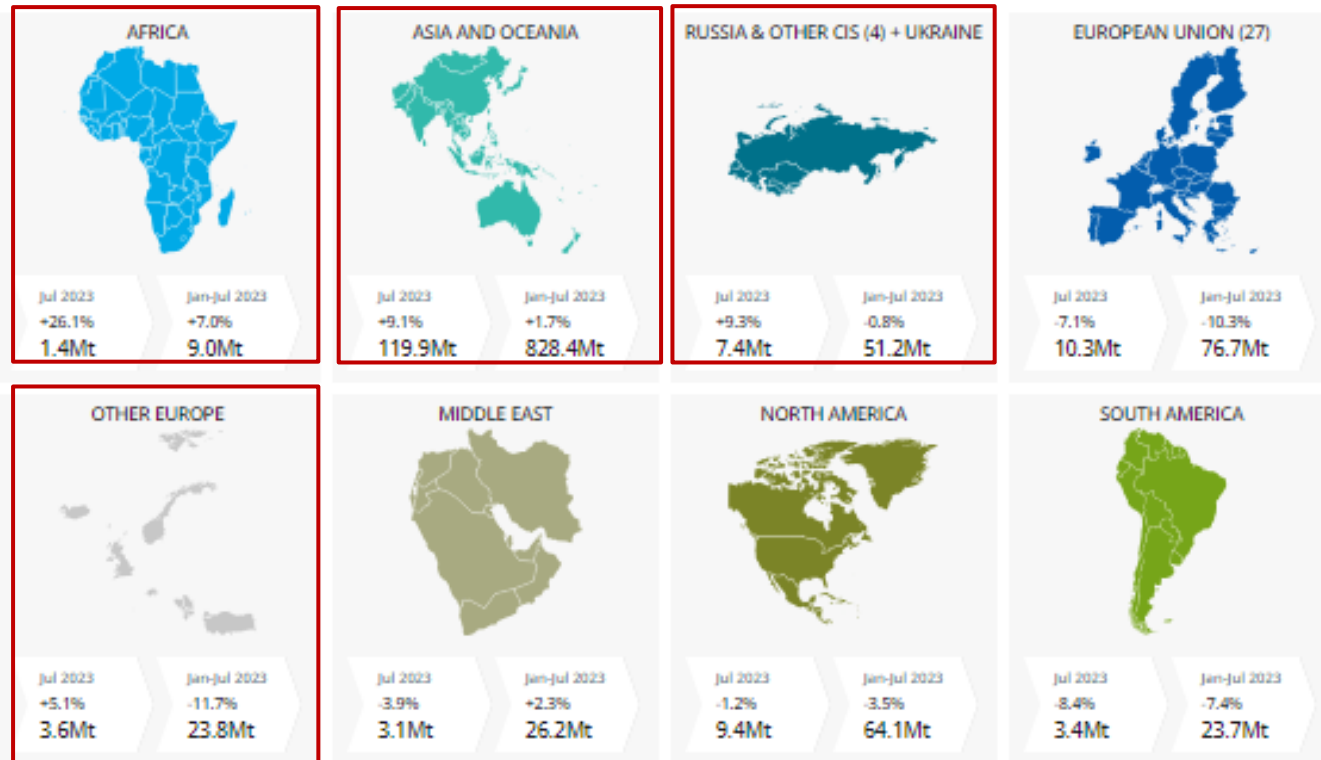 AFRICA
Jul 2023
+26.1%
1.4Mt
Jan-Jul 2023
+7.0%
9.0Mt
ASIA AND OCEANIA
Jul 2023
+9.1%
119.9Mt
Jan-Jul 2023
+1.7%
828.4Mt
RUSSIA & OTHER CIS (4) + UKRAINE
Jul 2023
+9.3%
7.4Mt
Jan-Jul 2023
-0.8%
51.2Mt
EUROPEAN UNION (27)
Jul 2023
-7.1%
10.3Mt
Jan-Jul 2023
-10.3%
76.7Mt
OTHER EUROPE
Jul 2023
+5.1%
3.6Mt
Jan-Jul 2023
-11.7%
23.8Mt
MIDDLE EAST
Jul 2023
-3.9%
3.1Mt
Jan-Jul 2023
+2.3%
26.2Mt
NORTH AMERICA
Jul 2023
-1.2%
9.4Mt
Jan-Jul 2023
-3.5%
64.1Mt
SOUTH AMERICA
Jul 2023
-8.4%
3.4Mt
Jan-Jul 2023
-7.4%
23.7Mt